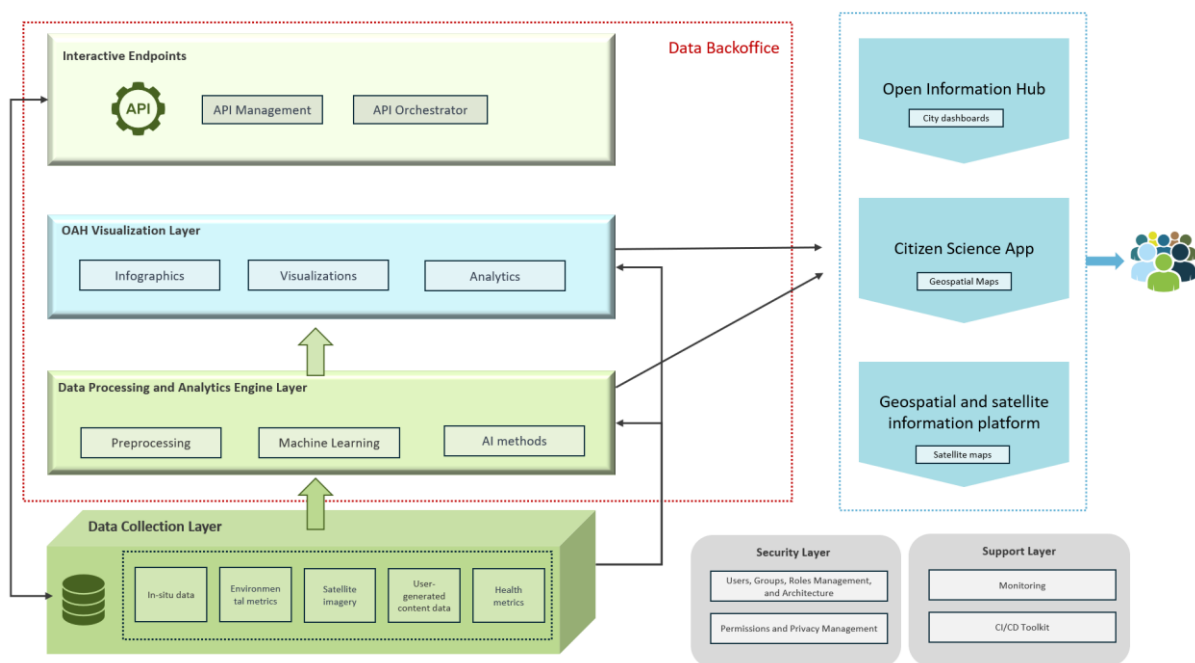 Data Backoffice
Interactive Endpoints
API
API Management
API Orchestrator
OAH Visualization Layer
Infographics
Visualizations
Analytics
Data Processing and Analytics Engine Layer
Preprocessing
Machine Learning
AI methods
Data Collection Layer
In-situ data
Environmen
tal metrics
Satellite
imagery
User-
generated
content data
Health
metrics
Open Information Hub
City dashboards
Citizen Science App
Geospatial Maps
Geospatial and satellite
information platform
Satellite maps
Security Layer
Users, Groups, Roles Management,
and Architecture
Permissions and Privacy Management
Support Layer
Monitoring
CI/CD Toolkit